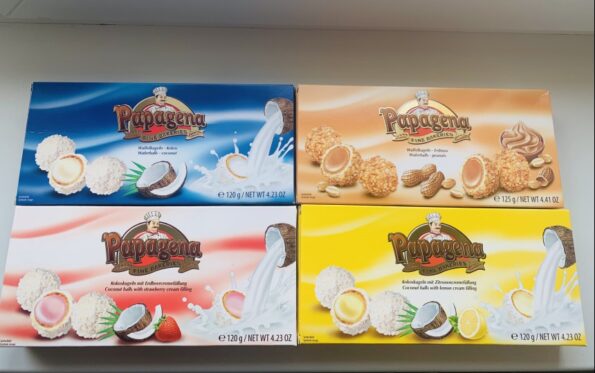 Papagena
FINE BAKERIES
Waffelkugeln - Kokos
Waferballs - coconut
e 120 g / NET WT 4.23 OZ
Papagena
FINE BAKERIES
Waffelkugeln - Erdnuss
Waferballs - peanuts
e 125 g / NET WT 4.41 OZ
Papagena
FINE BAKERIES
Kokoskugeln mit Erdbeercremefüllung
Coconut balls with strawberry cream filling
e 120 g / NET WT 4.23 OZ
Papagena
FINE BAKERIES
Kokoskugeln mit Zitronencremefüllung
Coconut balls with lemon cream filling
e 120 g / NET WT 4.23 OZ